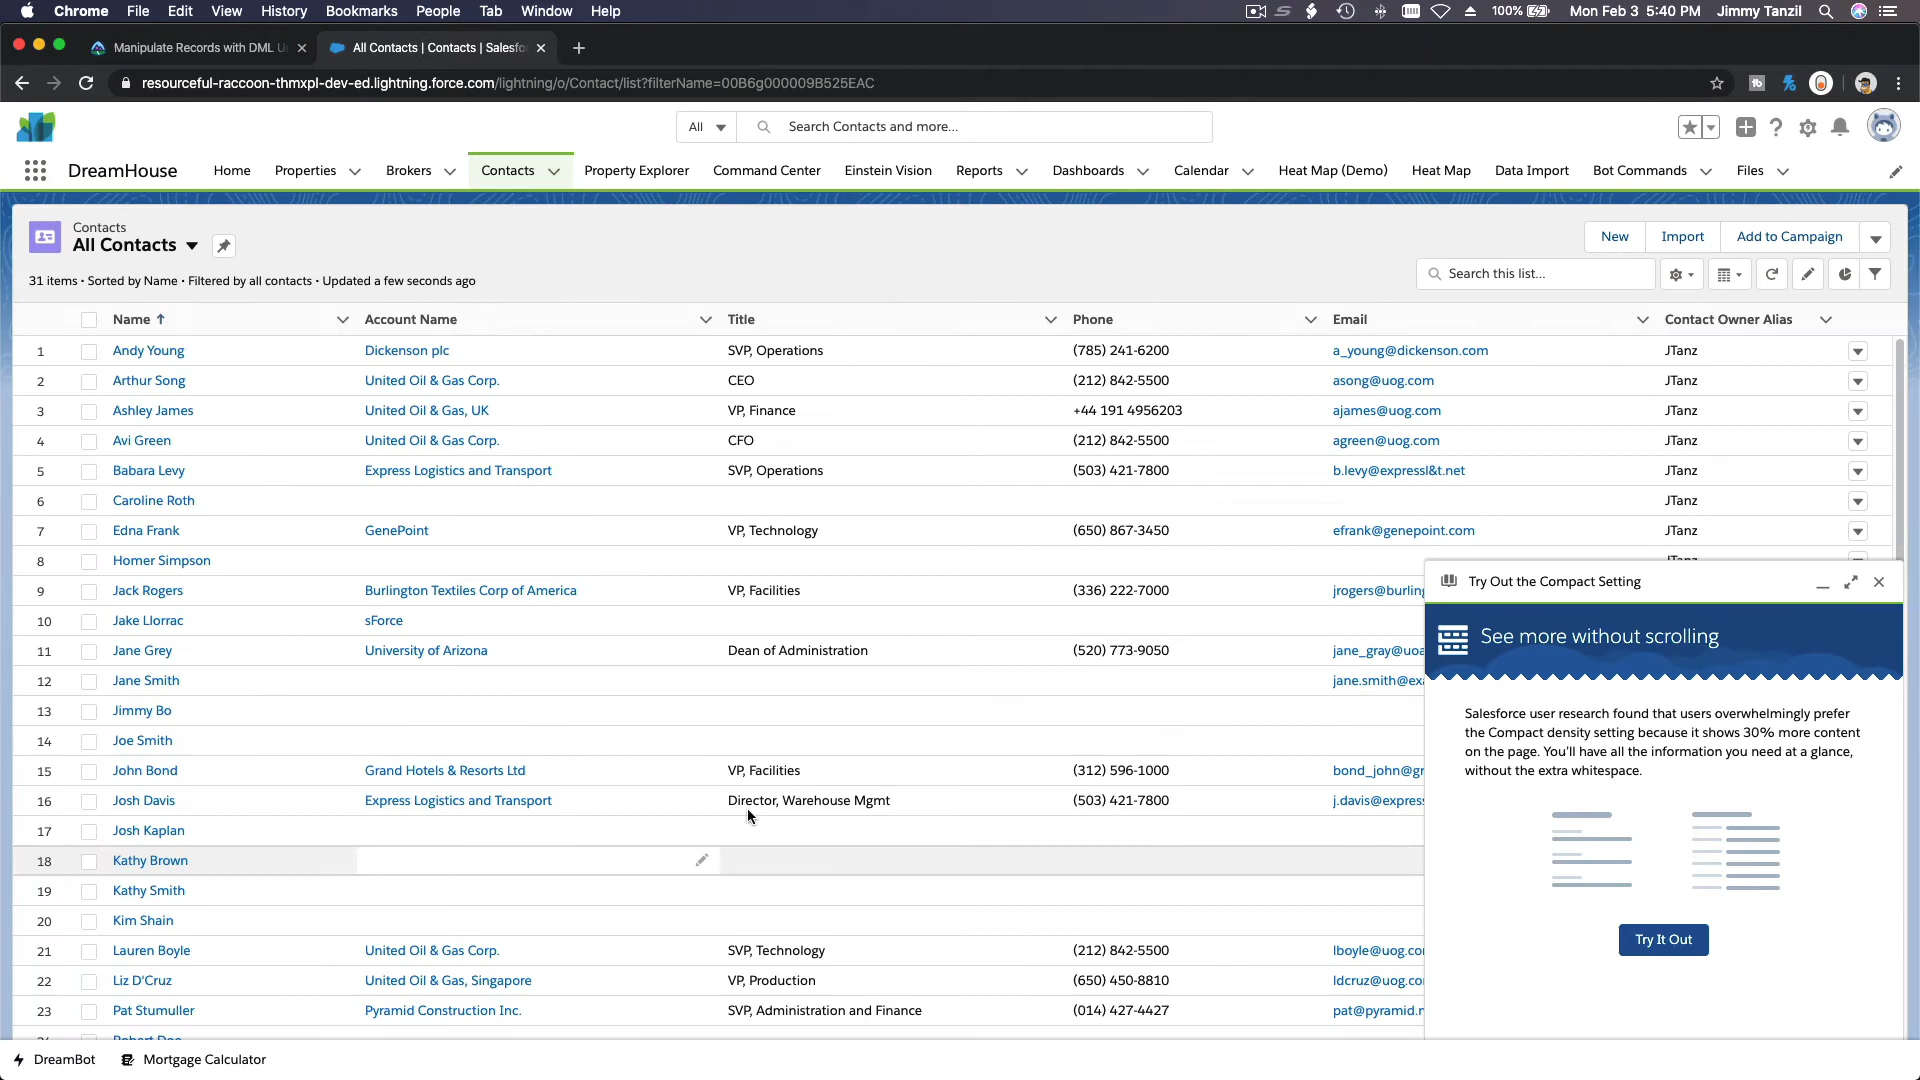 Chrome File Edit View History Bookmarks People Tab Window Help
100% Mon Feb 3 5:40 PM Jimmy Tanzil
Manipulate Records with DML U
All Contacts | Contacts | Salesfo
resourceful-raccoon-thmxpl-dev-ed.lightning.force.com/lightning/o/Contact/list?filterName=00B6g000009B525EAC
All Search Contacts and more...
DreamHouse Home Properties Brokers Contacts Property Explorer Command Center Einstein Vision Reports Dashboards Calendar Heat Map (Demo) Heat Map Data Import Bot Commands Files
Contacts
All Contacts
New Import Add to Campaign
31 items • Sorted by Name • Filtered by all contacts • Updated a few seconds ago
Search this list...
Name Account Name Title Phone Email Contact Owner Alias
1 Andy Young Dickenson plc SVP, Operations (785) 241-6200 a_young@dickenson.com JTanz
2 Arthur Song United Oil & Gas Corp. CEO (212) 842-5500 asong@uog.com JTanz
3 Ashley James United Oil & Gas, UK VP, Finance +44 191 4956203 ajames@uog.com JTanz
4 Avi Green United Oil & Gas Corp. CFO (212) 842-5500 agreen@uog.com JTanz
5 Babara Levy Express Logistics and Transport SVP, Operations (503) 421-7800 b.levy@expressl&t.net JTanz
6 Caroline Roth JTanz
7 Edna Frank GenePoint VP, Technology (650) 867-3450 efrank@genepoint.com JTanz
8 Homer Simpson JTanz
9 Jack Rogers Burlington Textiles Corp of America VP, Facilities (336) 222-7000 jrogers@burling
10 Jake Llorrac sForce
11 Jane Grey University of Arizona Dean of Administration (520) 773-9050 jane_gray@uoa
12 Jane Smith jane.smith@exa
13 Jimmy Bo
14 Joe Smith
15 John Bond Grand Hotels & Resorts Ltd VP, Facilities (312) 596-1000 bond_john@gr
16 Josh Davis Express Logistics and Transport Director, Warehouse Mgmt (503) 421-7800 j.davis@express
17 Josh Kaplan
18 Kathy Brown
19 Kathy Smith
20 Kim Shain
21 Lauren Boyle United Oil & Gas Corp. SVP, Technology (212) 842-5500 lboyle@uog.co
22 Liz D'Cruz United Oil & Gas, Singapore VP, Production (650) 450-8810 ldcruz@uog.co
23 Pat Stumuller Pyramid Construction Inc. SVP, Administration and Finance (014) 427-4427 pat@pyramid.r
Try Out the Compact Setting
See more without scrolling
Salesforce user research found that users overwhelmingly prefer
the Compact density setting because it shows 30% more content
on the page. You'll have all the information you need at a glance,
without the extra whitespace.
Try It Out
DreamBot Mortgage Calculator